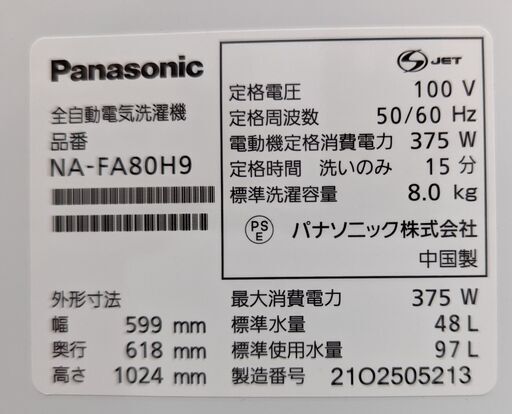 Panasonic
全自動電気洗濯機
品番
NA-FA80H9
S JET
定格電圧 100 V
定格周波数 50/60 Hz
電動機定格消費電力 375 W
定格時間 洗いのみ 15 分
標準洗濯容量 8.0 kg
PS
E パナソニック株式会社
中国製
外形寸法
幅 599 mm
奥行 618 mm
高さ 1024 mm
最大消費電力 375 W
標準水量 48 L
標準使用水量 97 L
製造番号 21O2505213